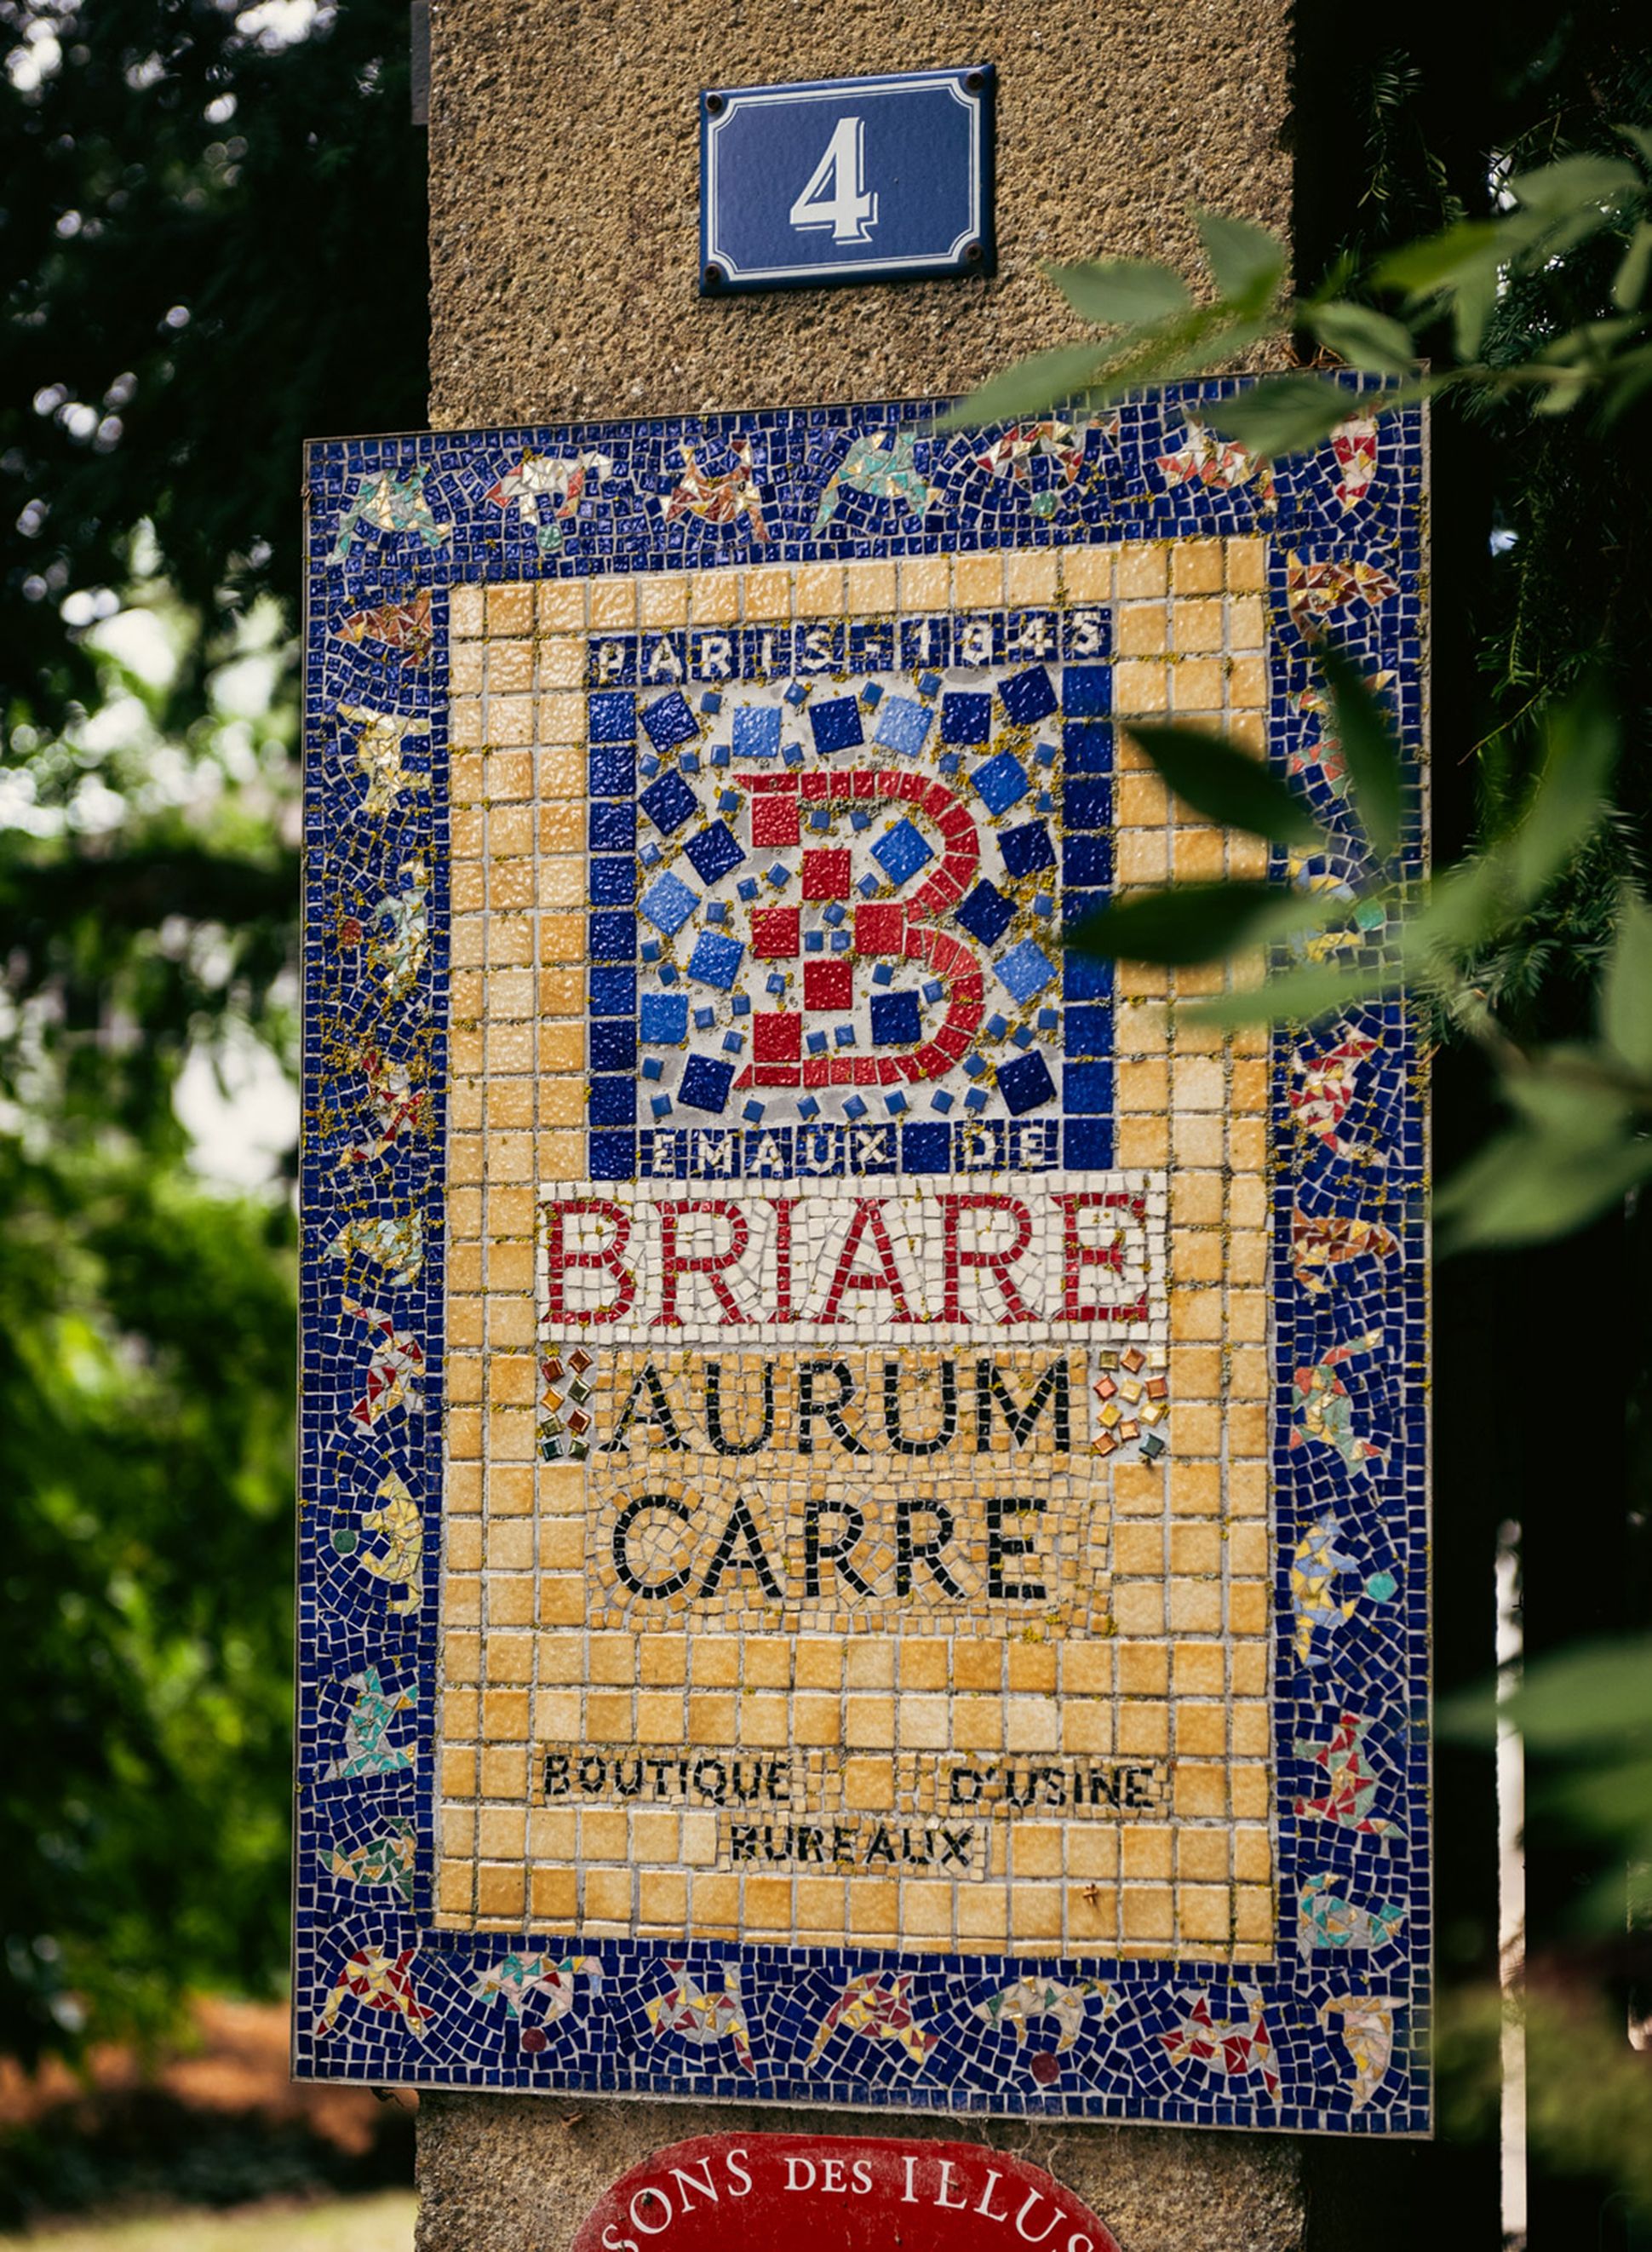 4
PARIS-1845
B
EMAUX DE
BRIARE
AURUM
CARRE
BOUTIQUE D'USINE
BUREAUX
SONS DES ILLUS